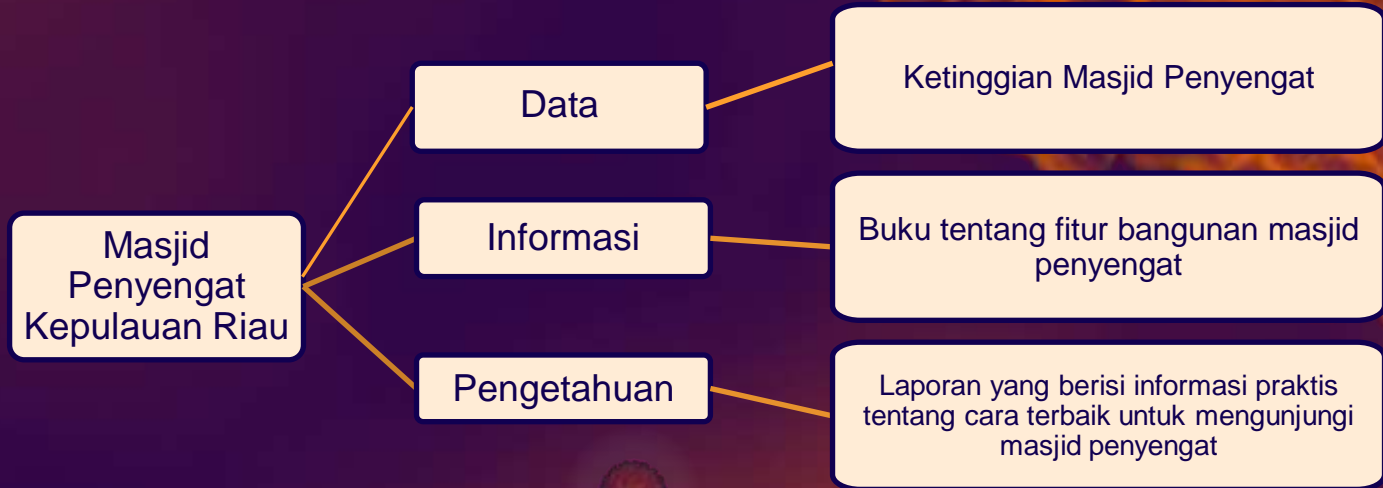 Masjid
Penyengat
Kepulauan Riau
Data
Ketinggian Masjid Penyengat
Informasi
Buku tentang fitur bangunan masjid
penyengat
Pengetahuan
Laporan yang berisi informasi praktis
tentang cara terbaik untuk mengunjungi
masjid penyengat